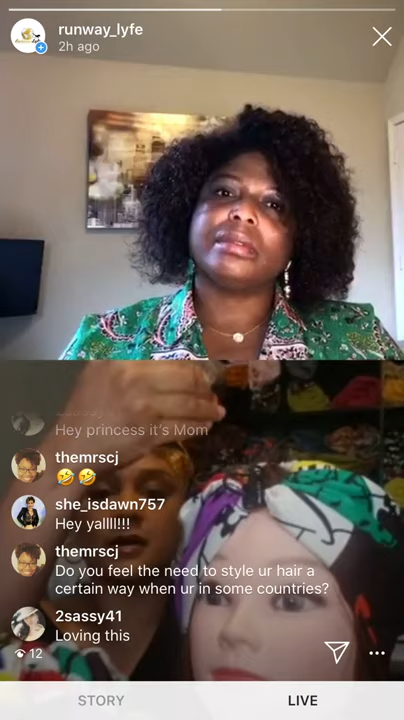 runway_lyfe
2h ago
Hey princess it's Mom
themrscj
🤣 🤣
she_isdawn757
Hey yallll!!!
themrscj
Do you feel the need to style ur hair a
certain way when ur in some countries?
2sassy41
Loving this
12
STORY
LIVE